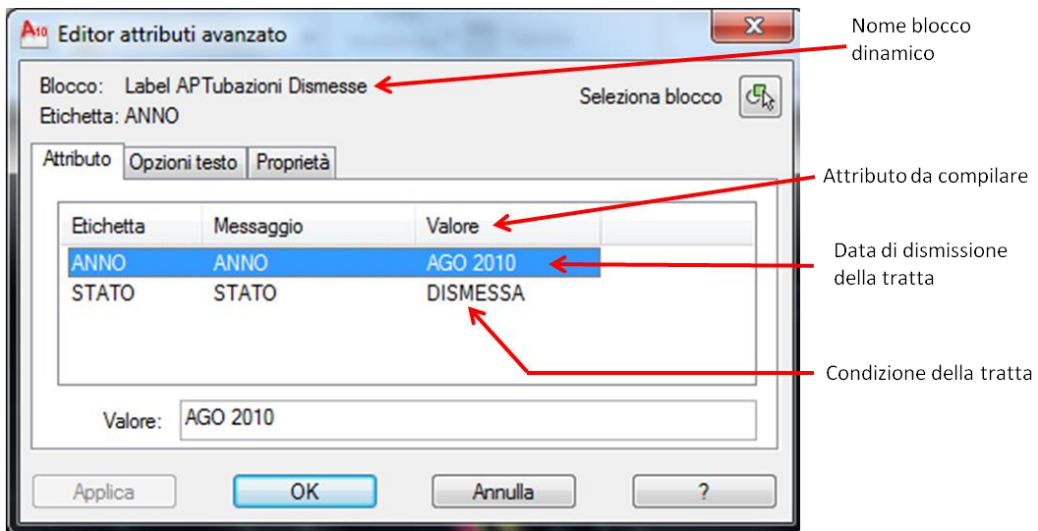 A10 Editor attributi avanzato
Nome blocco
dinamico
Blocco: Label APTubazioni Dismesse
Seleziona blocco
Etichetta: ANNO
Attributo Opzioni testo Proprietà
Attributo da compilare
Etichetta Messaggio Valore
ANNO ANNO AGO 2010
Data di dismissione
della tratta
STATO STATO DISMESSA
Condizione della tratta
Valore: AGO 2010
Applica OK Annulla ?